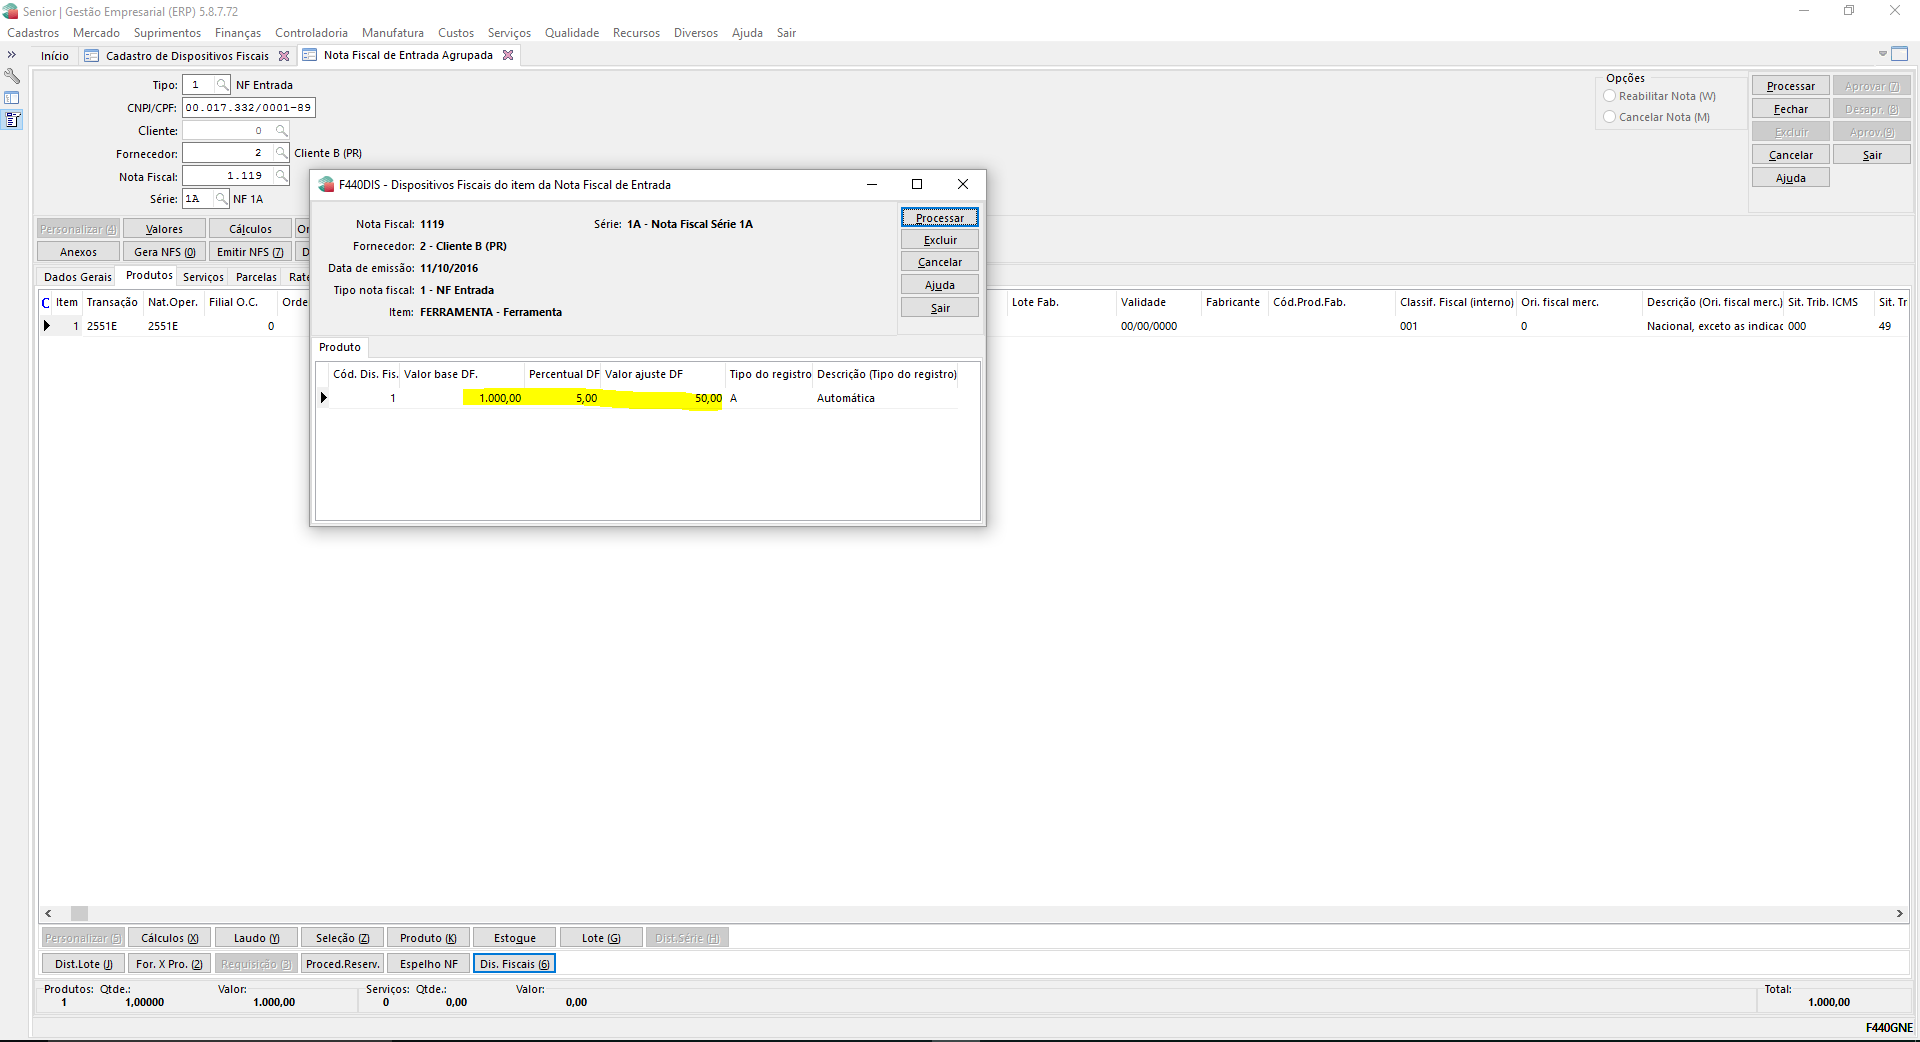 Senior | Gestão Empresarial (ERP) 5.8.7.72
Cadastros Mercado Suprimentos Finanças Controladoria Manufatura Custos Serviços Qualidade Recursos Diversos Ajuda Sair
Início Cadastro de Dispositivos Fiscais Nota Fiscal de Entrada Agrupada
Tipo: 1 NF Entrada
CNPJ/CPF: 00.017.332/0001-89
Cliente: 0
Fornecedor: 2 Cliente B (PR)
Nota Fiscal: 1.119
Série: 1A NF 1A
Opções
Reabilitar Nota (W)
Cancelar Nota (M)
Processar Aprovar (7)
Fechar Desapr. (8)
Excluir Aprov.(9)
Cancelar Sair
Ajuda
Personalizar (4) Valores Cálculos Or
Anexos Gera NFS (0) Emitir NFS (7) D
Dados Gerais Produtos Serviços Parcelas Rate
C Item Transação Nat.Oper. Filial O.C. Orde Lote Fab. Validade Fabricante Cód.Prod.Fab. Classif. Fiscal (interno) Ori. fiscal merc. Descrição (Ori. fiscal merc.) Sit. Trib. ICMS Sit. Tr
1 2551E 2551E 0 00/00/0000 001 0 Nacional, exceto as indicac 000 49
F440DIS - Dispositivos Fiscais do item da Nota Fiscal de Entrada
Nota Fiscal: 1119 Série: 1A - Nota Fiscal Série 1A
Fornecedor: 2 - Cliente B (PR)
Data de emissão: 11/10/2016
Tipo nota fiscal: 1 - NF Entrada
Item: FERRAMENTA - Ferramenta
Processar
Excluir
Cancelar
Ajuda
Sair
Produto
Cód. Dis. Fis. Valor base DF. Percentual DF Valor ajuste DF Tipo do registro Descrição (Tipo do registro)
1 1.000,00 5,00 50,00 A Automática
Personalizar (5 Cálculos (X) Laudo (Y) Seleção (Z) Produto (K) Estoque Lote (G) Dist.Série (H)
Dist.Lote (J) For. X Pro. (2) Requisição (3) Proced.Reserv. Espelho NF Dis. Fiscais (6)
Produtos: Qtde.: Valor: Serviços: Qtde.: Valor: Total:
1 1,00000 1.000,00 0 0,00 0,00 1.000,00
F440GNE